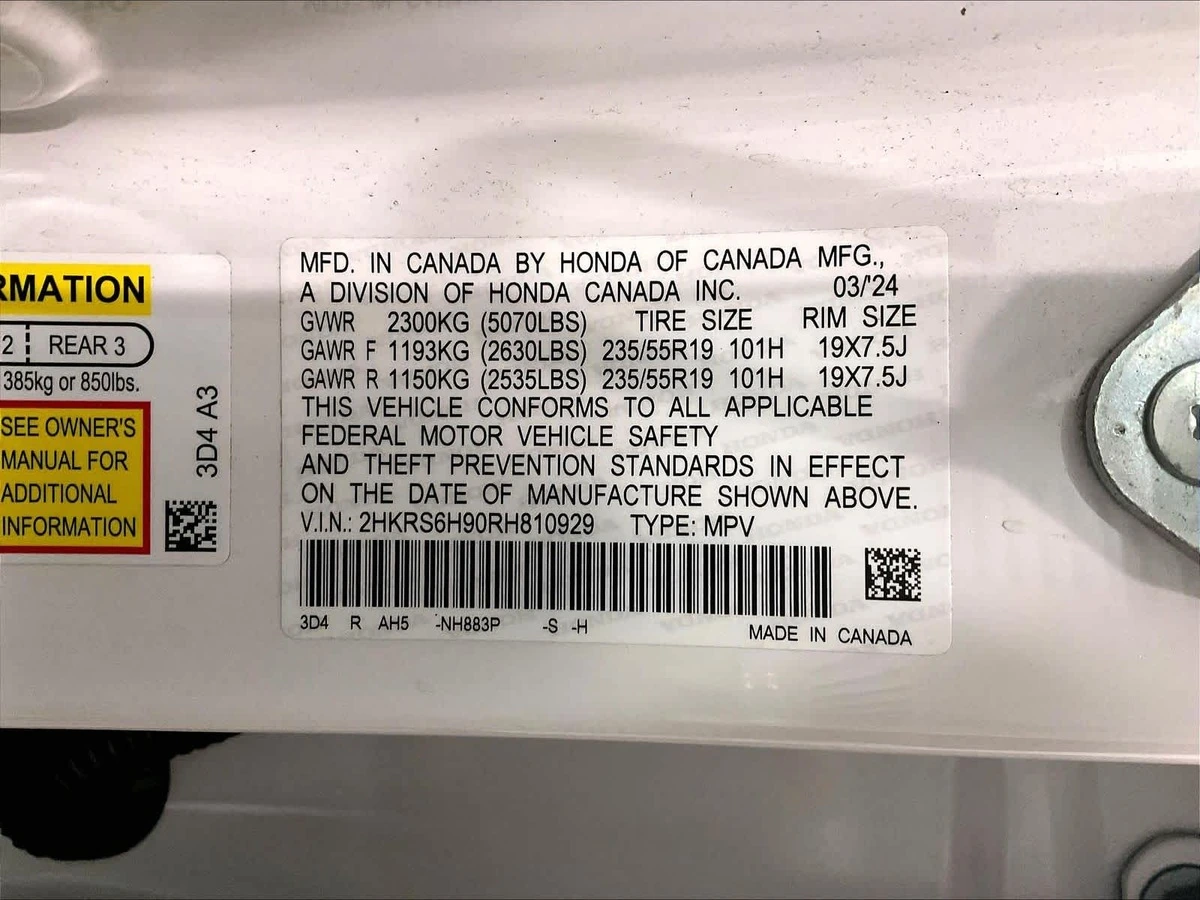 RMATION
2 REAR 3
385kg or 850lbs.
SEE OWNER'S
MANUAL FOR
ADDITIONAL
INFORMATION
3D4 A3
MFD. IN CANADA BY HONDA OF CANADA MFG.,
A DIVISION OF HONDA CANADA INC. 03/'24
GVWR 2300KG (5070LBS) TIRE SIZE RIM SIZE
GAWR F 1193KG (2630LBS) 235/55R19 101H 19X7.5J
GAWR R 1150KG (2535LBS) 235/55R19 101H 19X7.5J
THIS VEHICLE CONFORMS TO ALL APPLICABLE
FEDERAL MOTOR VEHICLE SAFETY
AND THEFT PREVENTION STANDARDS IN EFFECT
ON THE DATE OF MANUFACTURE SHOWN ABOVE.
V.I.N.: 2HKRS6H90RH810929 TYPE: MPV
3D4 R AH5 -NH883P -S -H
MADE IN CANADA